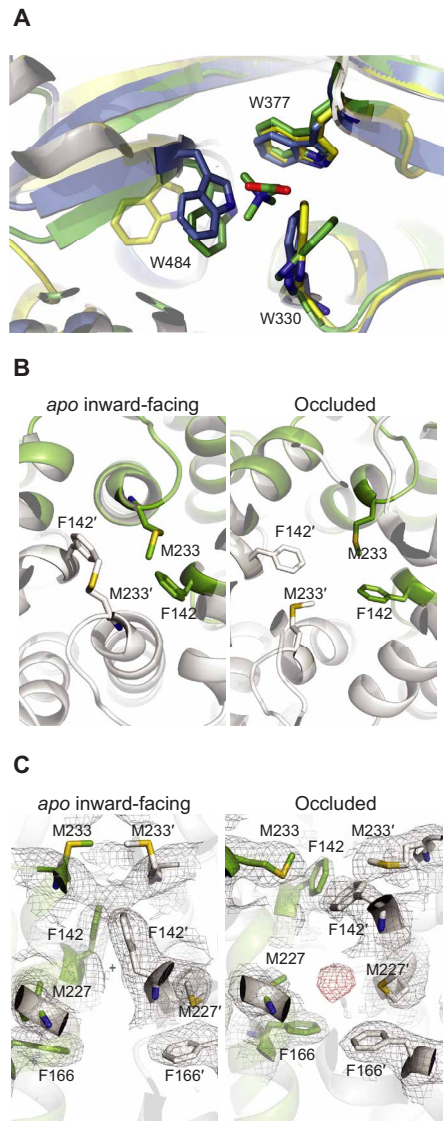 A
W377
W484
W330
B
apo inward-facing Occluded
F142′ F142′
M233 M233
M233′ M233′
F142 F142
C
apo inward-facing Occluded
M233 M233′ M233 F142 M233′
F142 F142′ F142′
M227 M227 M227′
M227′
F166 F166′ F166 F166′